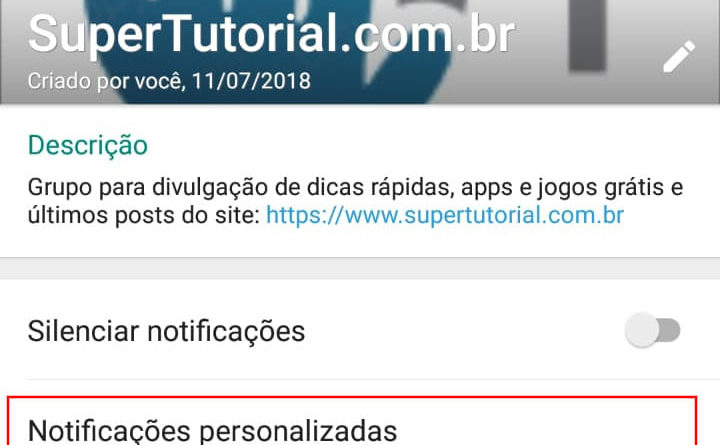 SuperTutorial.com.br
Criado por você, 11/07/2018
Descrição
Grupo para divulgação de dicas rápidas, apps e jogos grátis e
últimos posts do site: https://www.supertutorial.com.br
Silenciar notificações
Notificações personalizadas